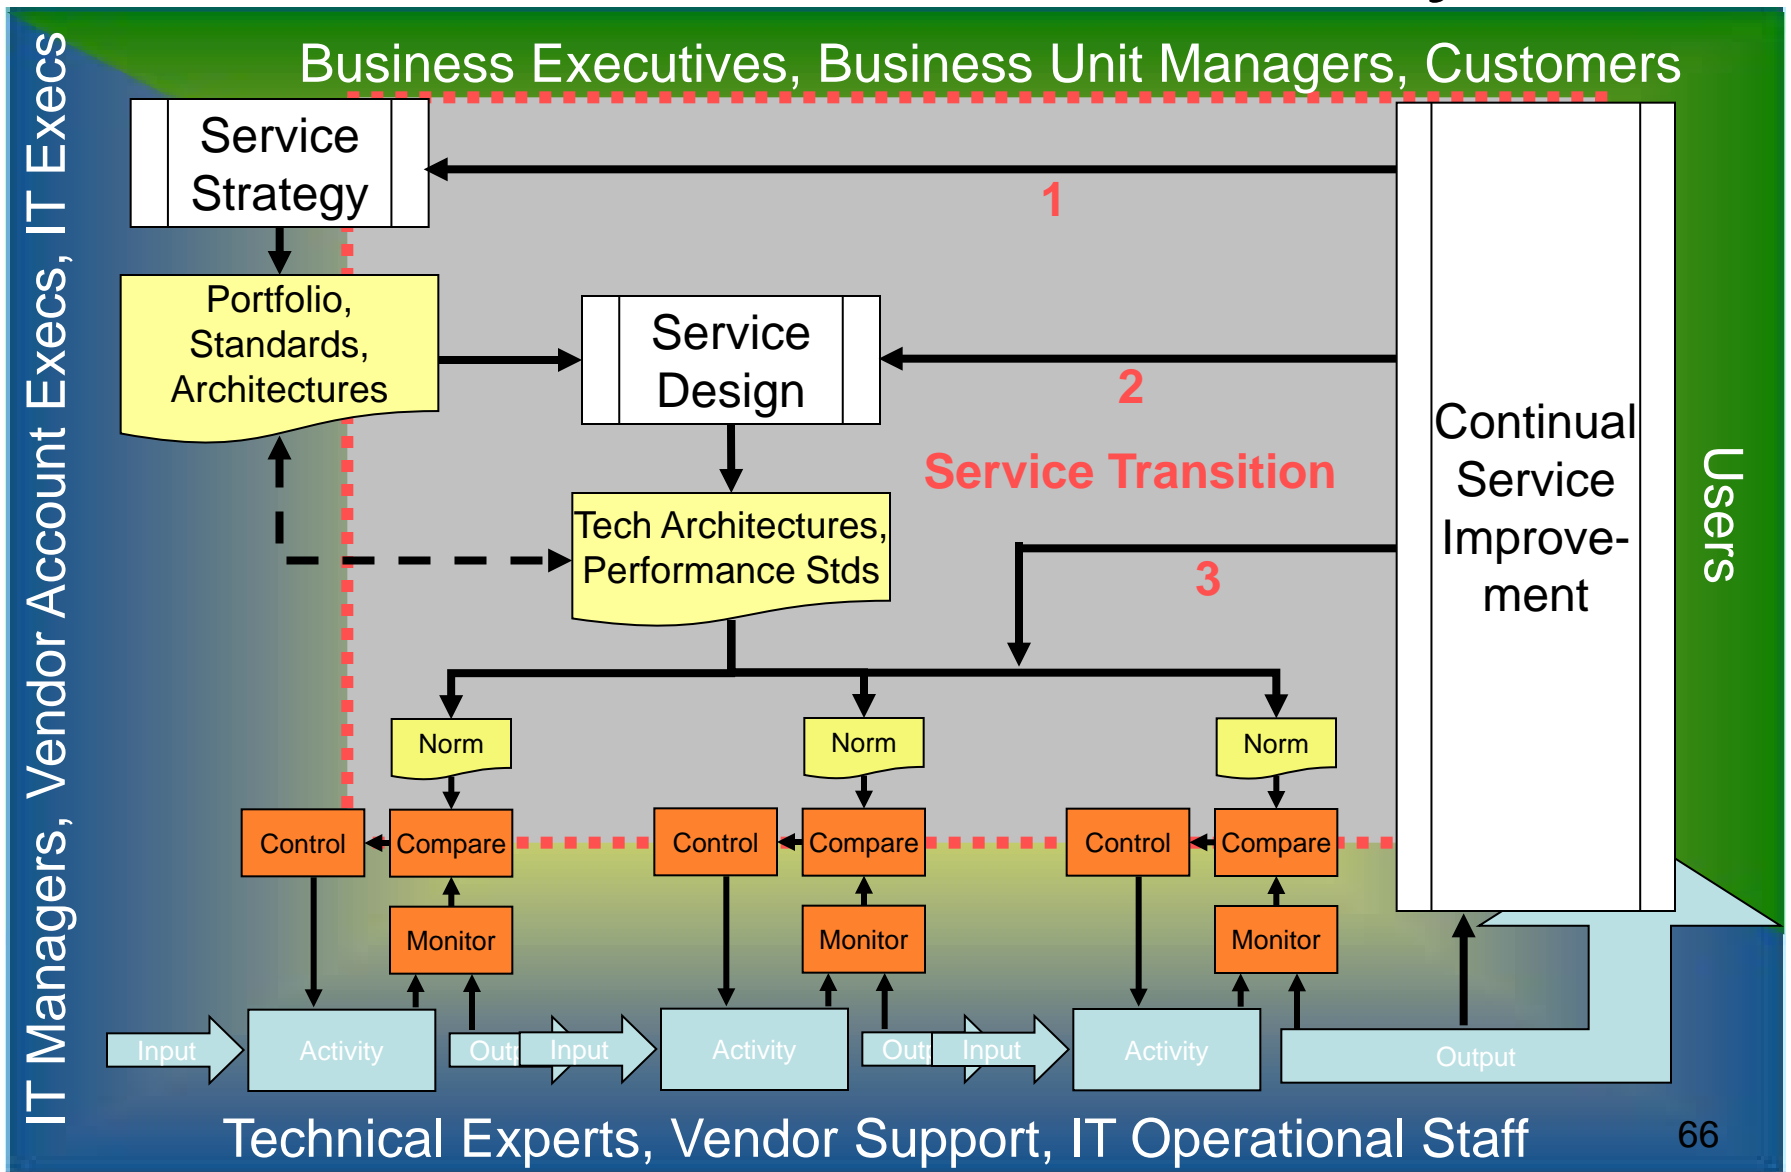 Business Executives, Business Unit Managers, Customers
IT Managers, Vendor Account Execs, IT Execs
Service
Strategy
1
Portfolio,
Standards,
Architectures
Service
Design
2
Continual
Service
Improve-
ment
Users
Service Transition
Tech Architectures,
Performance Stds
3
Norm
Norm
Norm
Control
Compare
Control
Compare
Control
Compare
Monitor
Monitor
Monitor
Input
Activity
Outp
Input
Activity
Outp
Input
Activity
Output
Technical Experts, Vendor Support, IT Operational Staff
66